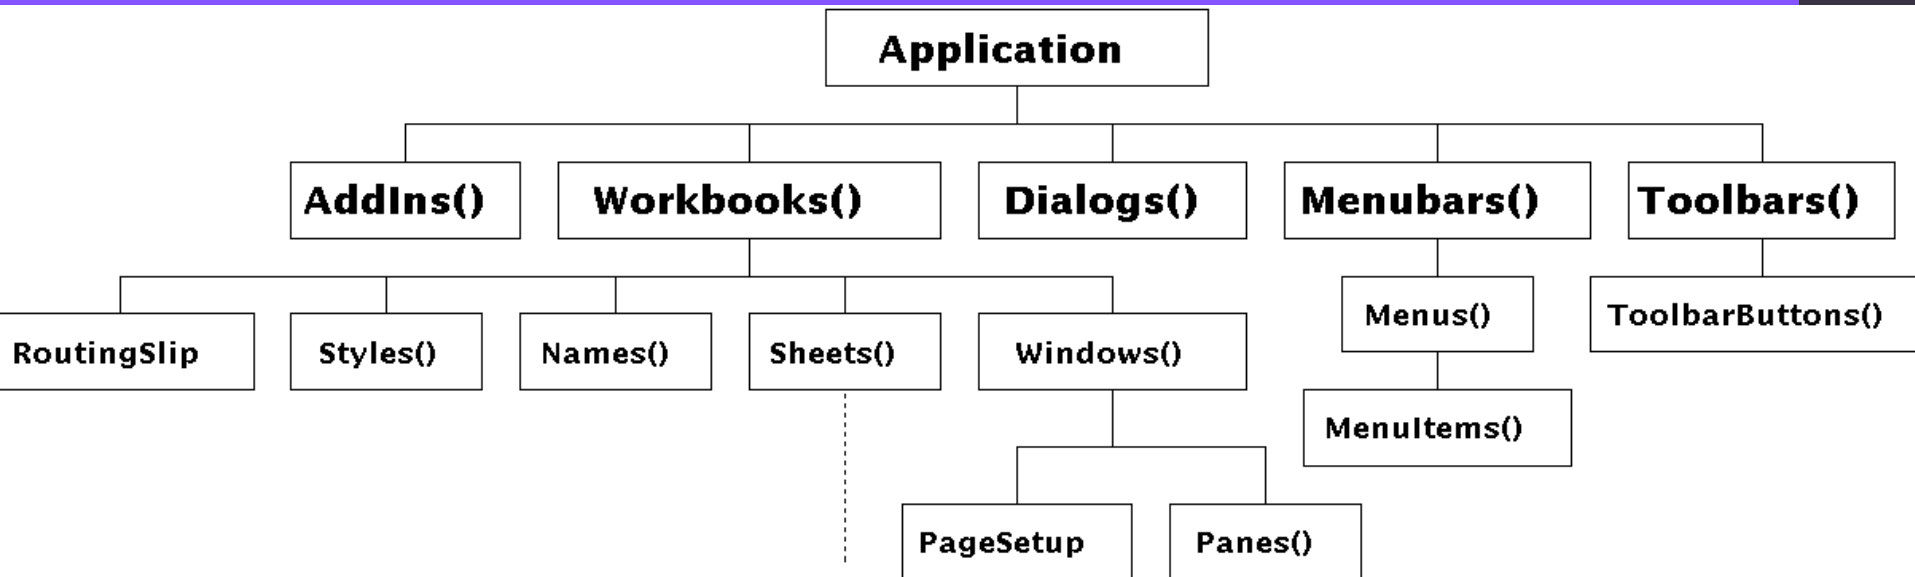 Application
AddIns()
Workbooks()
Dialogs()
Menubars()
Toolbars()
Menus()
ToolbarButtons()
RoutingSlip
Styles()
Names()
Sheets()
Windows()
MenuItems()
PageSetup
Panes()